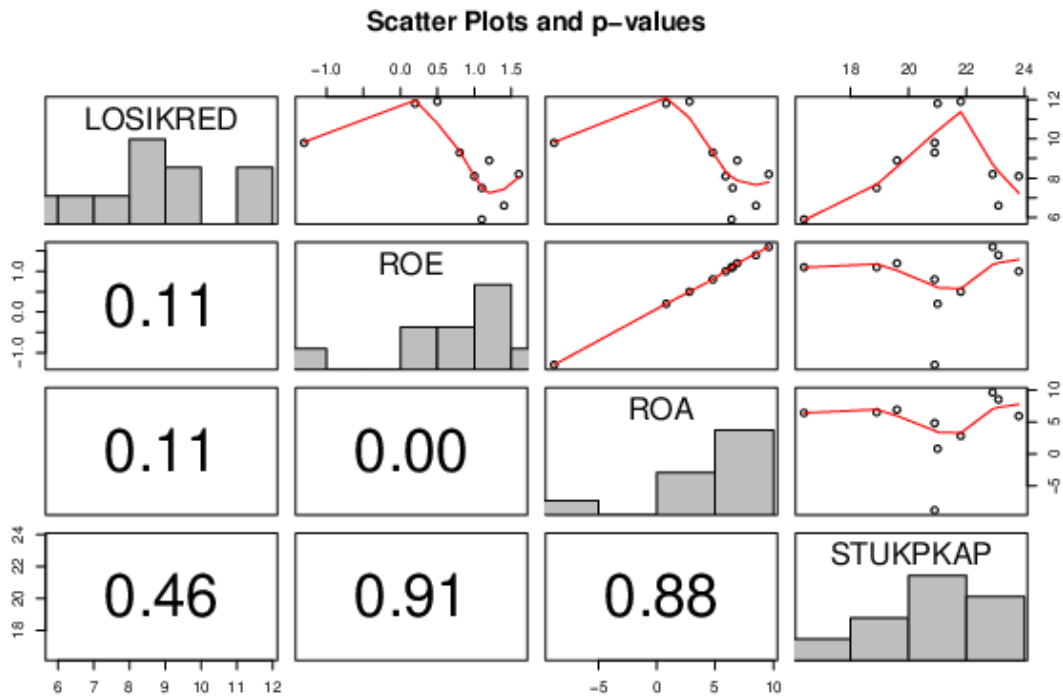 Scatter Plots and p−values
−1.0 0.0 0.5 1.0 1.5
18 20 22 24
LOSIKRED
6 8 10 12
−1.0 0.0 1.0
0.11
ROE
0.11
0.00
ROA
−5 0 5 10
18 20 22 24
0.46
0.91
0.88
STUKPKAP
6 7 8 9 10 11 12
−5 0 5 10